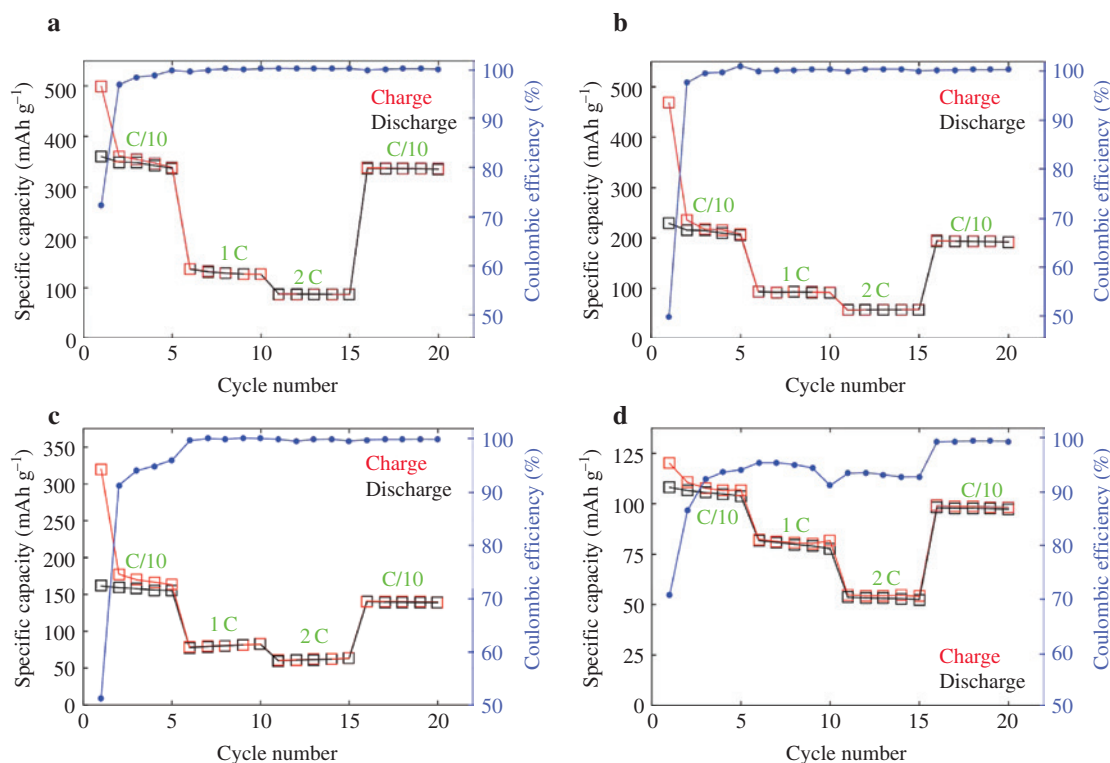 a
500
400
300
200
100
0
Specific capacity (mAh g⁻¹)
0
5
10
15
20
Cycle number
100
90
80
70
60
50
Coulombic efficiency (%)
Charge
Discharge
C/10
1 C
2 C
C/10
b
500
400
300
200
100
0
Specific capacity (mAh g⁻¹)
0
5
10
15
20
Cycle number
100
90
80
70
60
50
Coulombic efficiency (%)
Charge
Discharge
C/10
1 C
2 C
C/10
c
350
300
250
200
150
100
50
0
Specific capacity (mAh g⁻¹)
0
5
10
15
20
Cycle number
100
90
80
70
60
50
Coulombic efficiency (%)
Charge
Discharge
C/10
1 C
2 C
C/10
d
125
100
75
50
25
0
Specific capacity (mAh g⁻¹)
0
5
10
15
20
Cycle number
100
90
80
70
60
50
Coulombic efficiency (%)
C/10
1 C
2 C
C/10
Charge
Discharge